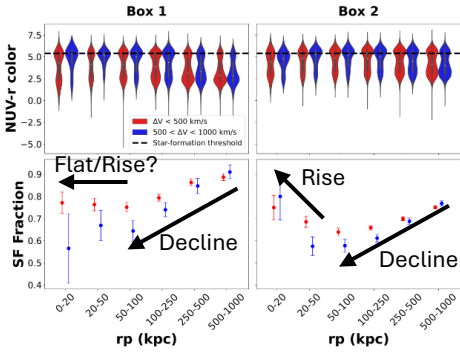 Box 1
Box 2
NUV-r color
7.5
5.0
2.5
0.0
−2.5
−5.0
ΔV < 500 km/s
500 < ΔV < 1000 km/s
Star-formation threshold
SF Fraction
0.9
0.8
0.7
0.6
0.5
0.4
Flat/Rise?
Decline
Rise
Decline
0-20
20-50
50-100
100-250
250-500
500-1000
0-20
20-50
50-100
100-250
250-500
500-1000
rp (kpc)
rp (kpc)